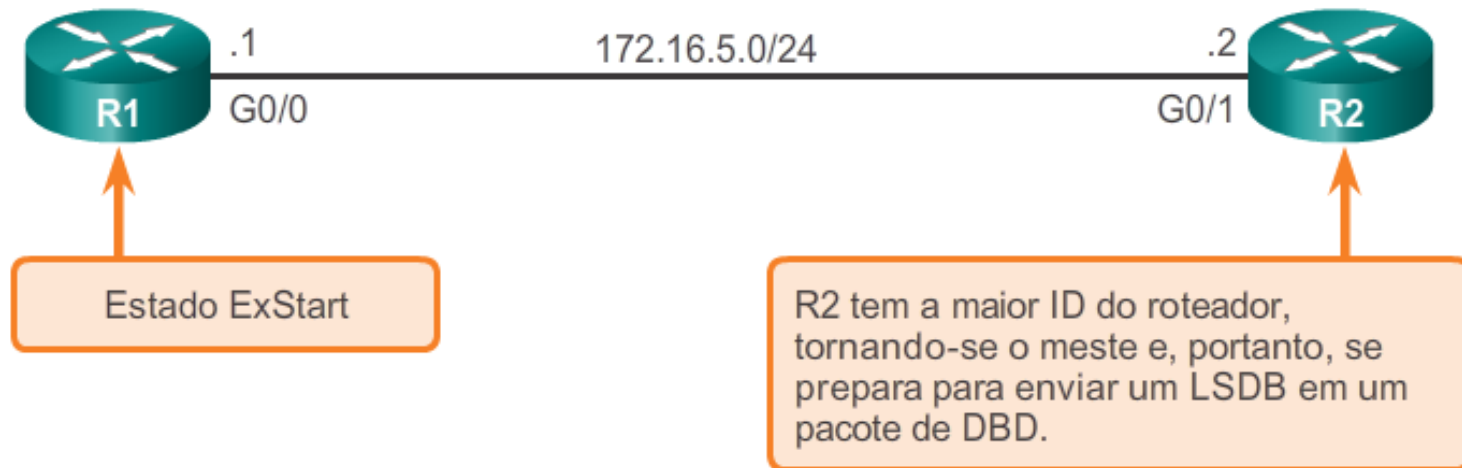 .1
172.16.5.0/24
.2
R1
G0/0
G0/1
R2
Estado ExStart
R2 tem a maior ID do roteador,
tornando-se o meste e, portanto, se
prepara para enviar um LSDB em um
pacote de DBD.